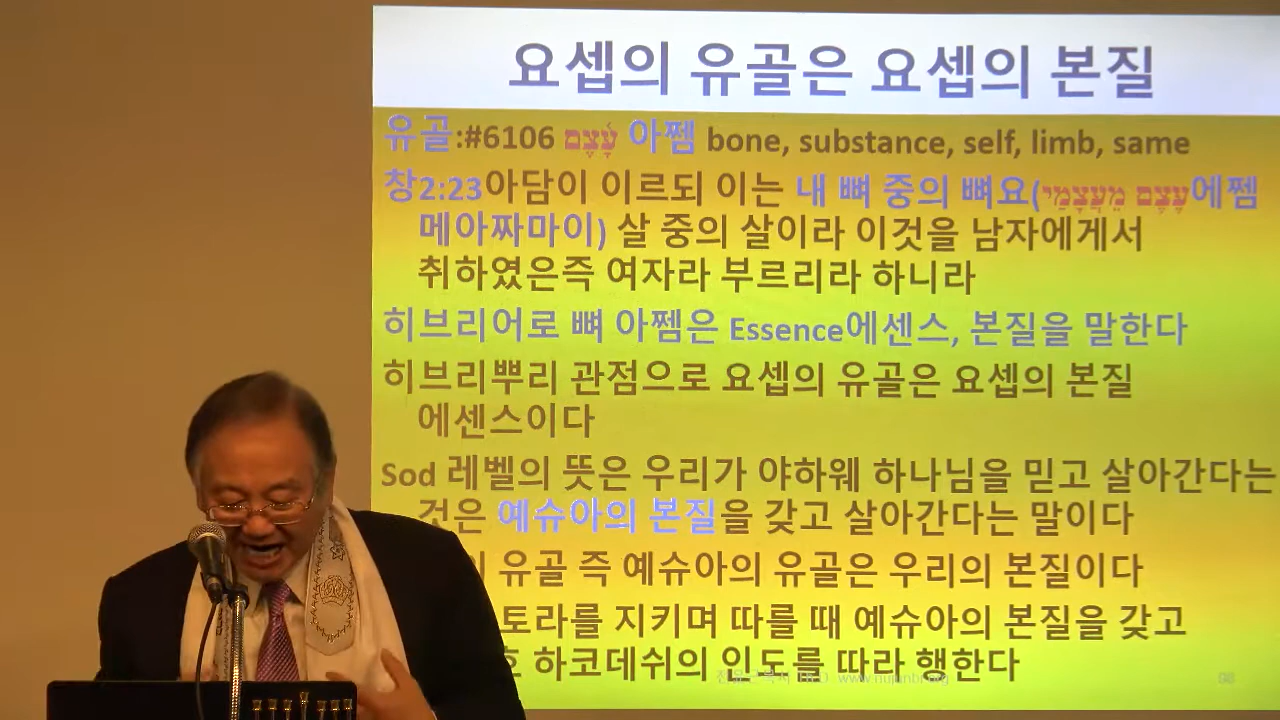 요셉의 유골은 요셉의 본질
유골:#6106 עָצֶם 아쩸 bone, substance, self, limb, same
창2:23아담이 이르되 이는 내 뼈 중의 뼈요(עֶצֶם מֵעֲצָמַי에쩸
메아짜마이) 살 중의 살이라 이것을 남자에게서
취하였은즉 여자라 부르리라 하니라
히브리어로 뼈 아쩸은 Essence에센스, 본질을 말한다
히브리뿌리 관점으로 요셉의 유골은 요셉의 본질
에센스이다
Sod 레벨의 뜻은 우리가 야하웨 하나님을 믿고 살아간다는
것은 예슈아의 본질을 갖고 살아간다는 말이다
유골 즉 예슈아의 유골은 우리의 본질이다
토라를 지키며 따를 때 예슈아의 본질을 갖고
하코데쉬의 인도를 따라 행한다